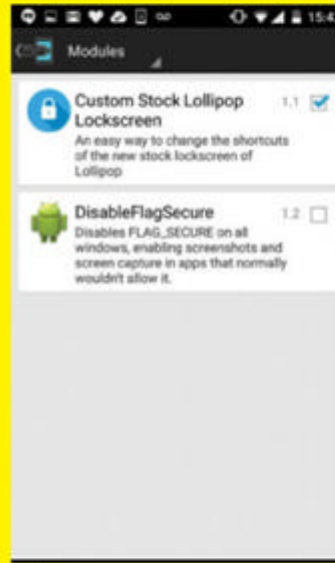 15:42
Modules
Custom Stock Lollipop 1.1
Lockscreen
An easy way to change the shortcuts
of the new stock lockscreen of
Lollipop
DisableFlagSecure 1.2
Disables FLAG_SECURE on all
windows, enabling screenshots and
screen capture in apps that normally
wouldn't allow it.